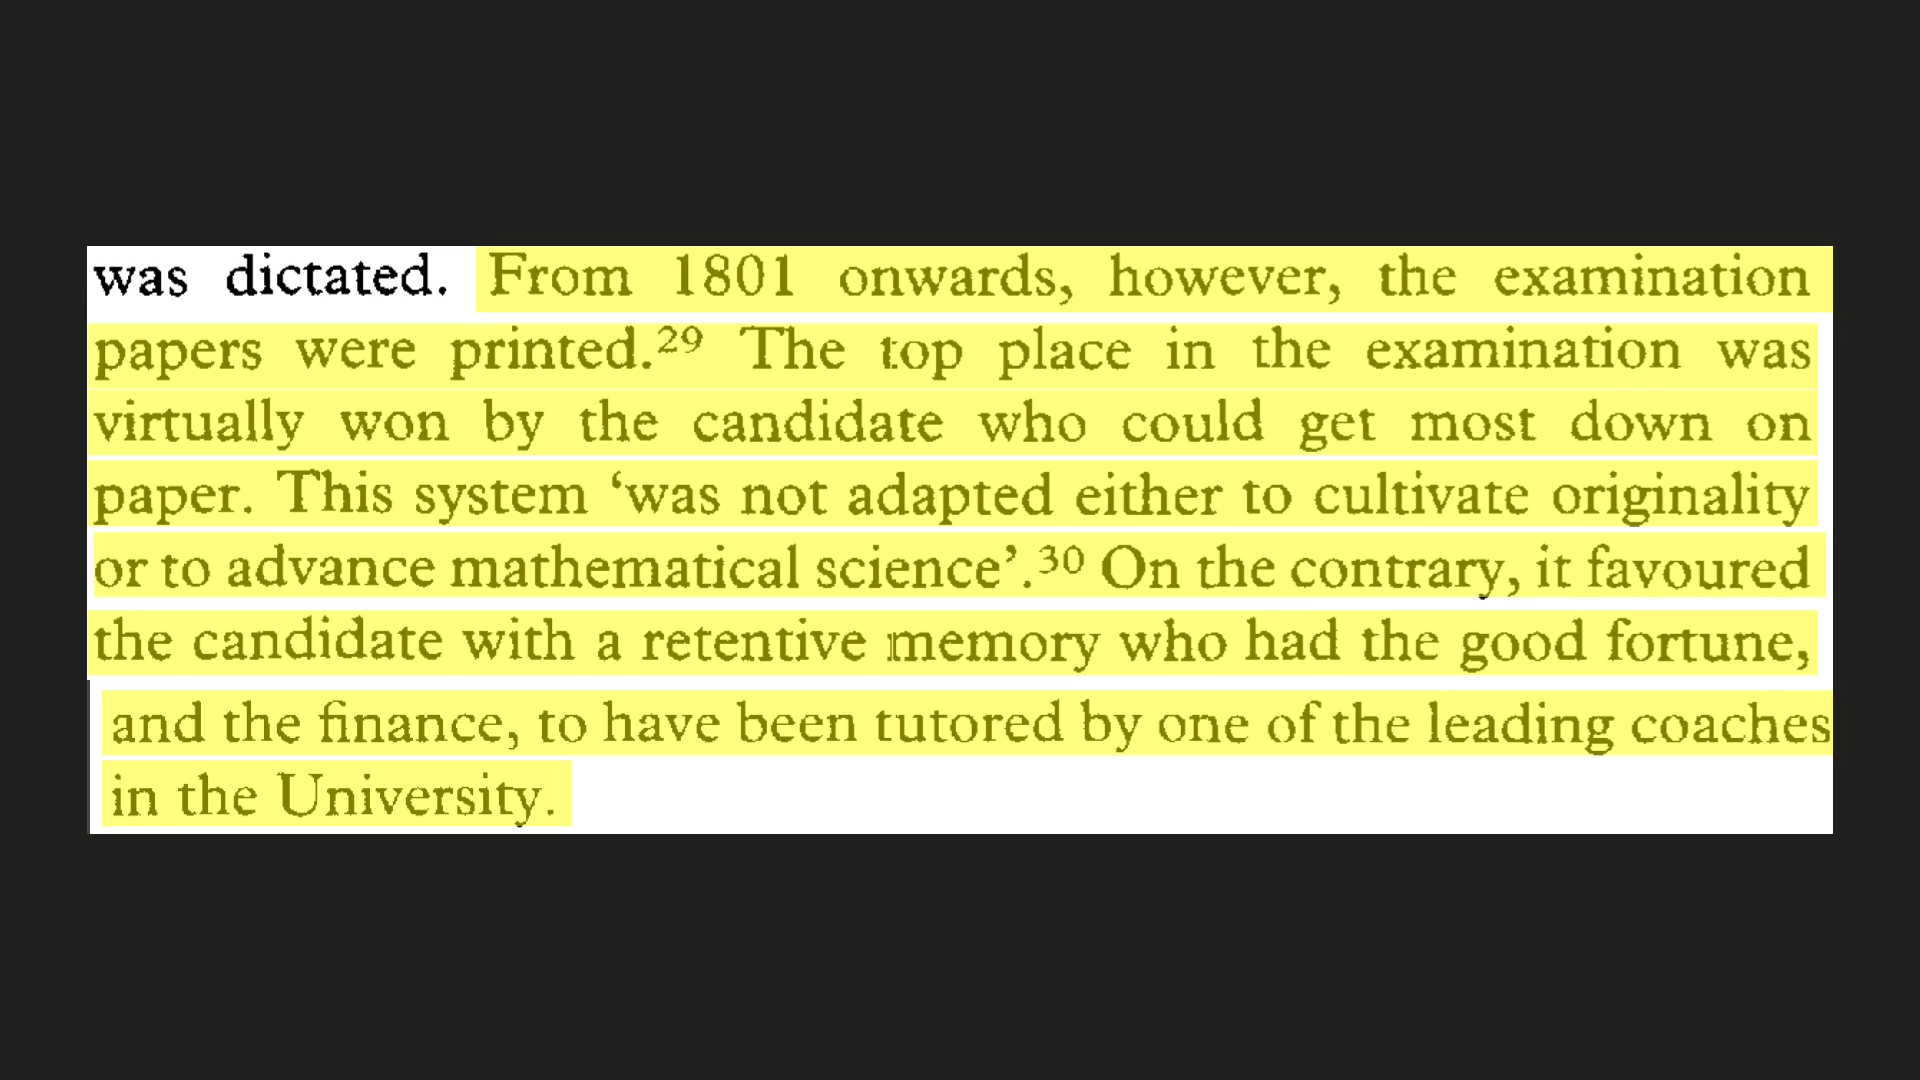 was dictated. From 1801 onwards, however, the examination
papers were printed.²⁹ The top place in the examination was
virtually won by the candidate who could get most down on
paper. This system ‘was not adapted either to cultivate originality
or to advance mathematical science’.³⁰ On the contrary, it favoured
the candidate with a retentive memory who had the good fortune,
and the finance, to have been tutored by one of the leading coaches
in the University.